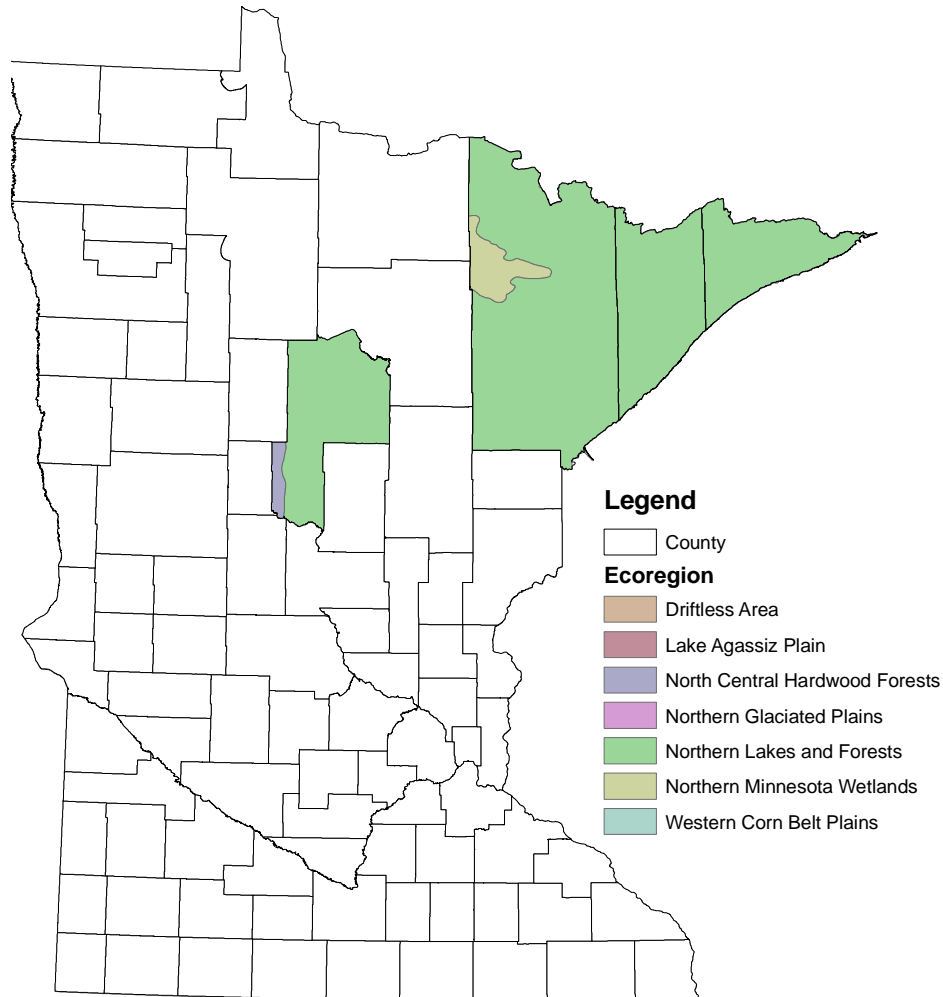 Legend
County
Ecoregion
Driftless Area
Lake Agassiz Plain
North Central Hardwood Forests
Northern Glaciated Plains
Northern Lakes and Forests
Northern Minnesota Wetlands
Western Corn Belt Plains